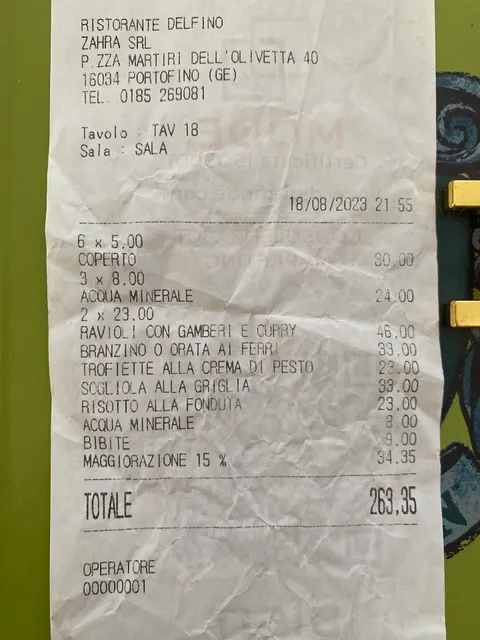 RISTORANTE DELFINO
ZAHRA SRL
P.ZZA MARTIRI DELL'OLIVETTA 40
16034 PORTOFINO (GE)
TEL. 0185 269081
Tavolo : TAV 18
Sala : SALA
18/08/2023 21:55
6 x 5,00
COPERTO 30,00
3 x 8,00
ACQUA MINERALE 24,00
2 x 23,00
RAVIOLI CON GAMBERI E CURRY 46,00
BRANZINO O ORATA AI FERRI 33,00
TROFIETTE ALLA CREMA DI PESTO 23,00
SOGLIOLA ALLA GRIGLIA 33,00
RISOTTO ALLA FONDUTA 23,00
ACQUA MINERALE 8,00
BIBITE 9,00
MAGGIORAZIONE 15 % 34,35
TOTALE 263,35
OPERATORE
00000001